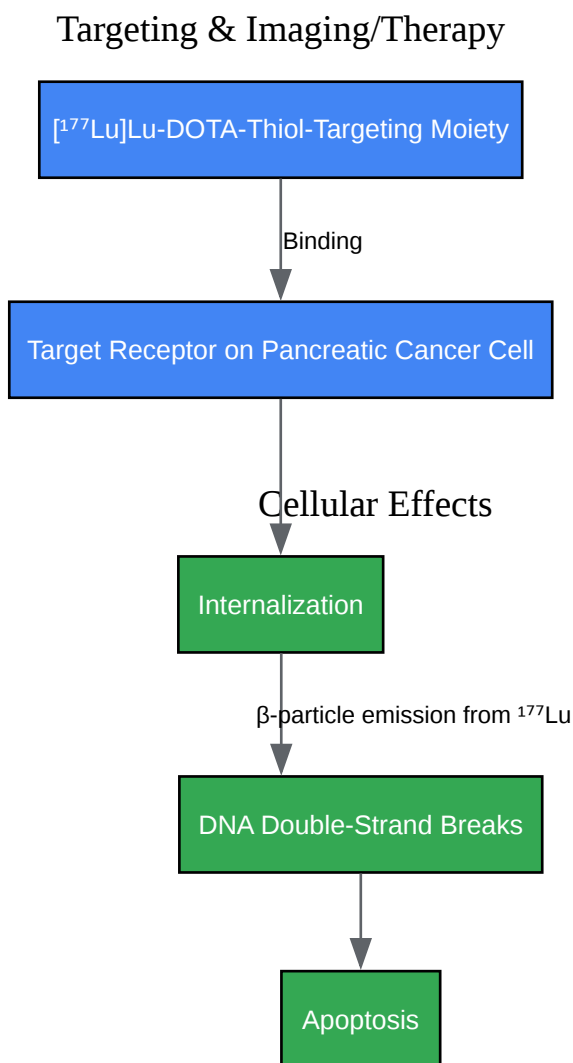 Targeting & Imaging/Therapy
[¹⁷⁷Lu]Lu-DOTA-Thiol-Targeting Moiety
Binding
Target Receptor on Pancreatic Cancer Cell
Cellular Effects
Internalization
β-particle emission from ¹⁷⁷Lu
DNA Double-Strand Breaks
Apoptosis